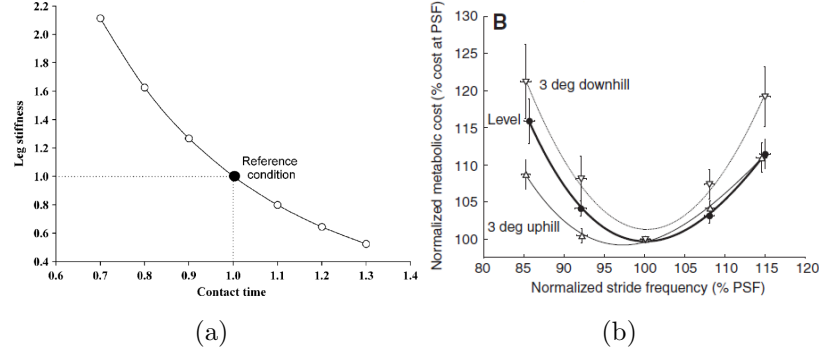 2.2
2.0
1.8
1.6
1.4
1.2
1.0
0.8
0.6
0.4
Leg stiffness
Reference
condition
0.6 0.7 0.8 0.9 1.0 1.1 1.2 1.3 1.4
Contact time
(a)
B
130
125
120
115
110
105
100
Normalized metabolic cost (% cost at PSF)
3 deg downhill
Level
3 deg uphill
80 85 90 95 100 105 110 115 120
Normalized stride frequency (% PSF)
(b)